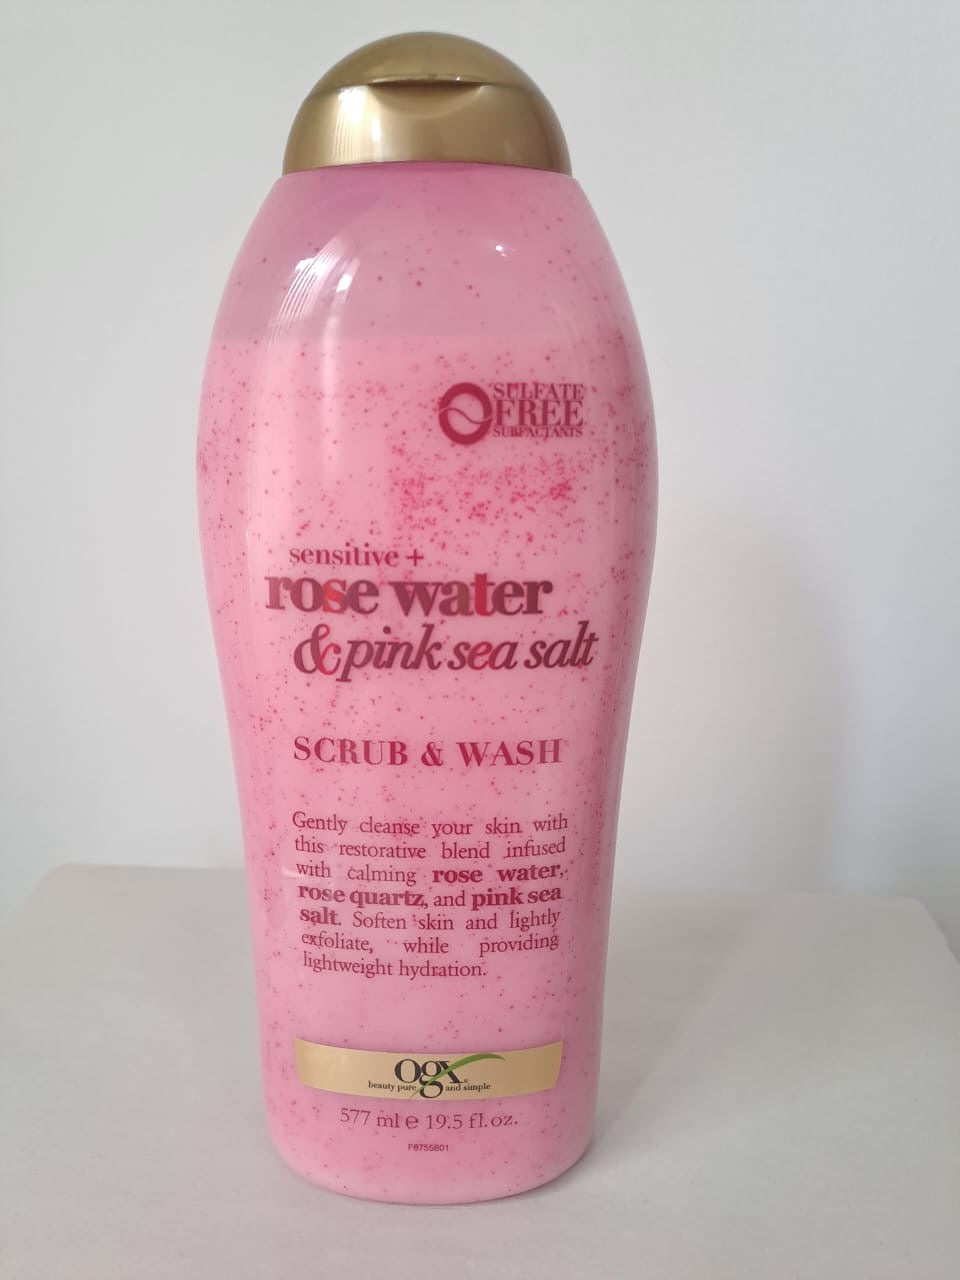 SULFATE
FREE
SURFACTANTS
sensitive +
rose water
& pink sea salt
SCRUB & WASH
Gently cleanse your skin with
this restorative blend infused
with calming rose water,
rose quartz, and pink sea
salt. Soften skin and lightly
exfoliate, while providing
lightweight hydration.
ogx®
beauty pure and simple
577 ml ℮ 19.5 fl. oz.
F6755801